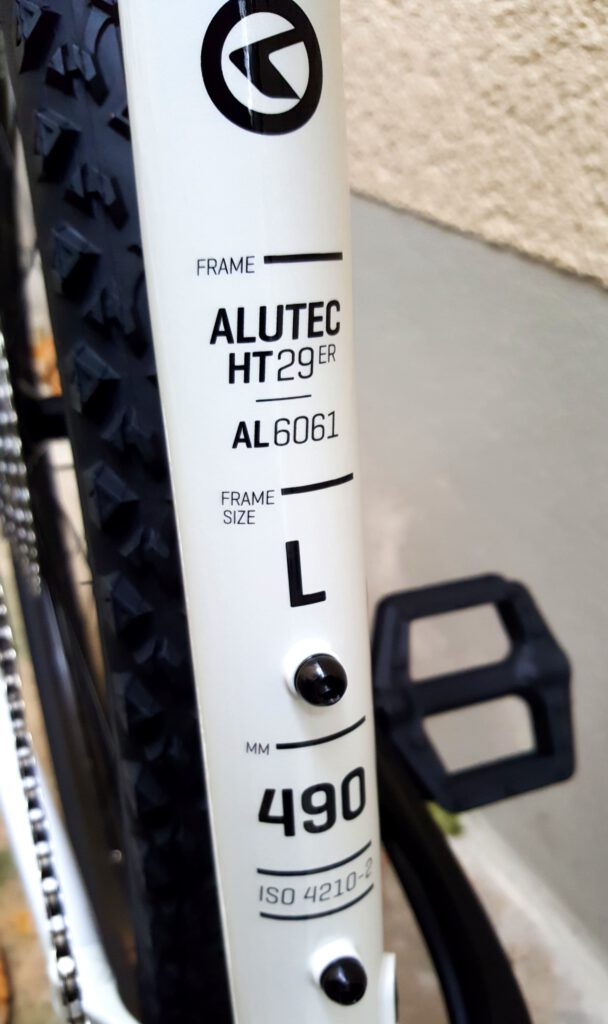 FRAME
ALUTEC
HT29ER
AL6061
FRAME
SIZE
L
MM
490
ISO 4210-2